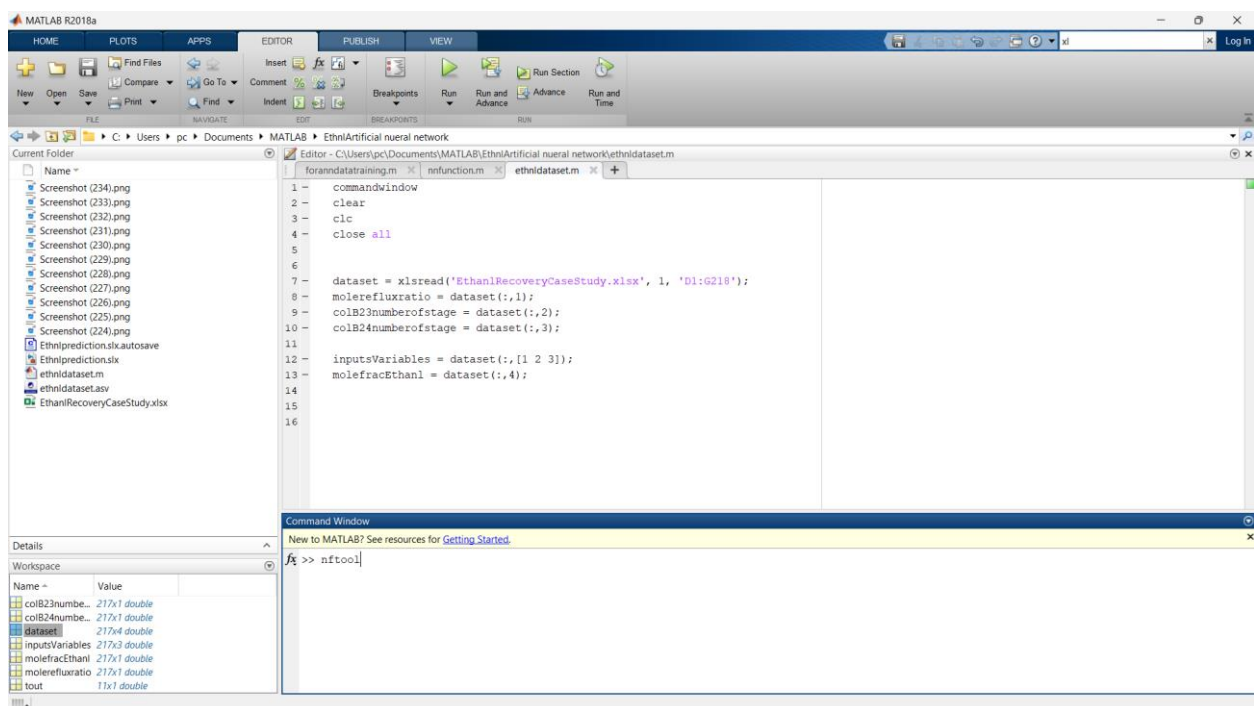 MATLAB R2018a
HOME PLOTS APPS EDITOR PUBLISH VIEW xl Log In
New Open Save Find Files Compare Print Go To Find Insert fx Comment Indent Breakpoints Run Run and Advance Run Section Advance Run and Time
FILE NAVIGATE EDIT BREAKPOINTS RUN
C: Users pc Documents MATLAB EthnlArtificial nueral network
Current Folder
Name
Screenshot (234).png
Screenshot (233).png
Screenshot (232).png
Screenshot (231).png
Screenshot (230).png
Screenshot (229).png
Screenshot (228).png
Screenshot (227).png
Screenshot (226).png
Screenshot (225).png
Screenshot (224).png
Ethnlprediction.slx.autosave
Ethnlprediction.slx
ethnldataset.m
ethnldataset.asv
EthanlRecoveryCaseStudy.xlsx
Details
Workspace
Name Value
colB23numbe... 217x1 double
colB24numbe... 217x1 double
dataset 217x4 double
inputsVariables 217x3 double
molefracEthanl 217x1 double
molerefluxratio 217x1 double
tout 11x1 double
Editor - C:\Users\pc\Documents\MATLAB\EthnlArtificial nueral network\ethnldataset.m
foranndatatraining.m nnfunction.m ethnldataset.m +
1 - commandwindow
2 - clear
3 - clc
4 - close all
5
6
7 - dataset = xlsread('EthanlRecoveryCaseStudy.xlsx', 1, 'D1:G218');
8 - molerefluxratio = dataset(:,1);
9 - colB23numberofstage = dataset(:,2);
10 - colB24numberofstage = dataset(:,3);
11
12 - inputsVariables = dataset(:,[1 2 3]);
13 - molefracEthanl = dataset(:,4);
14
15
16
Command Window
New to MATLAB? See resources for Getting Started.
fx >> nftool